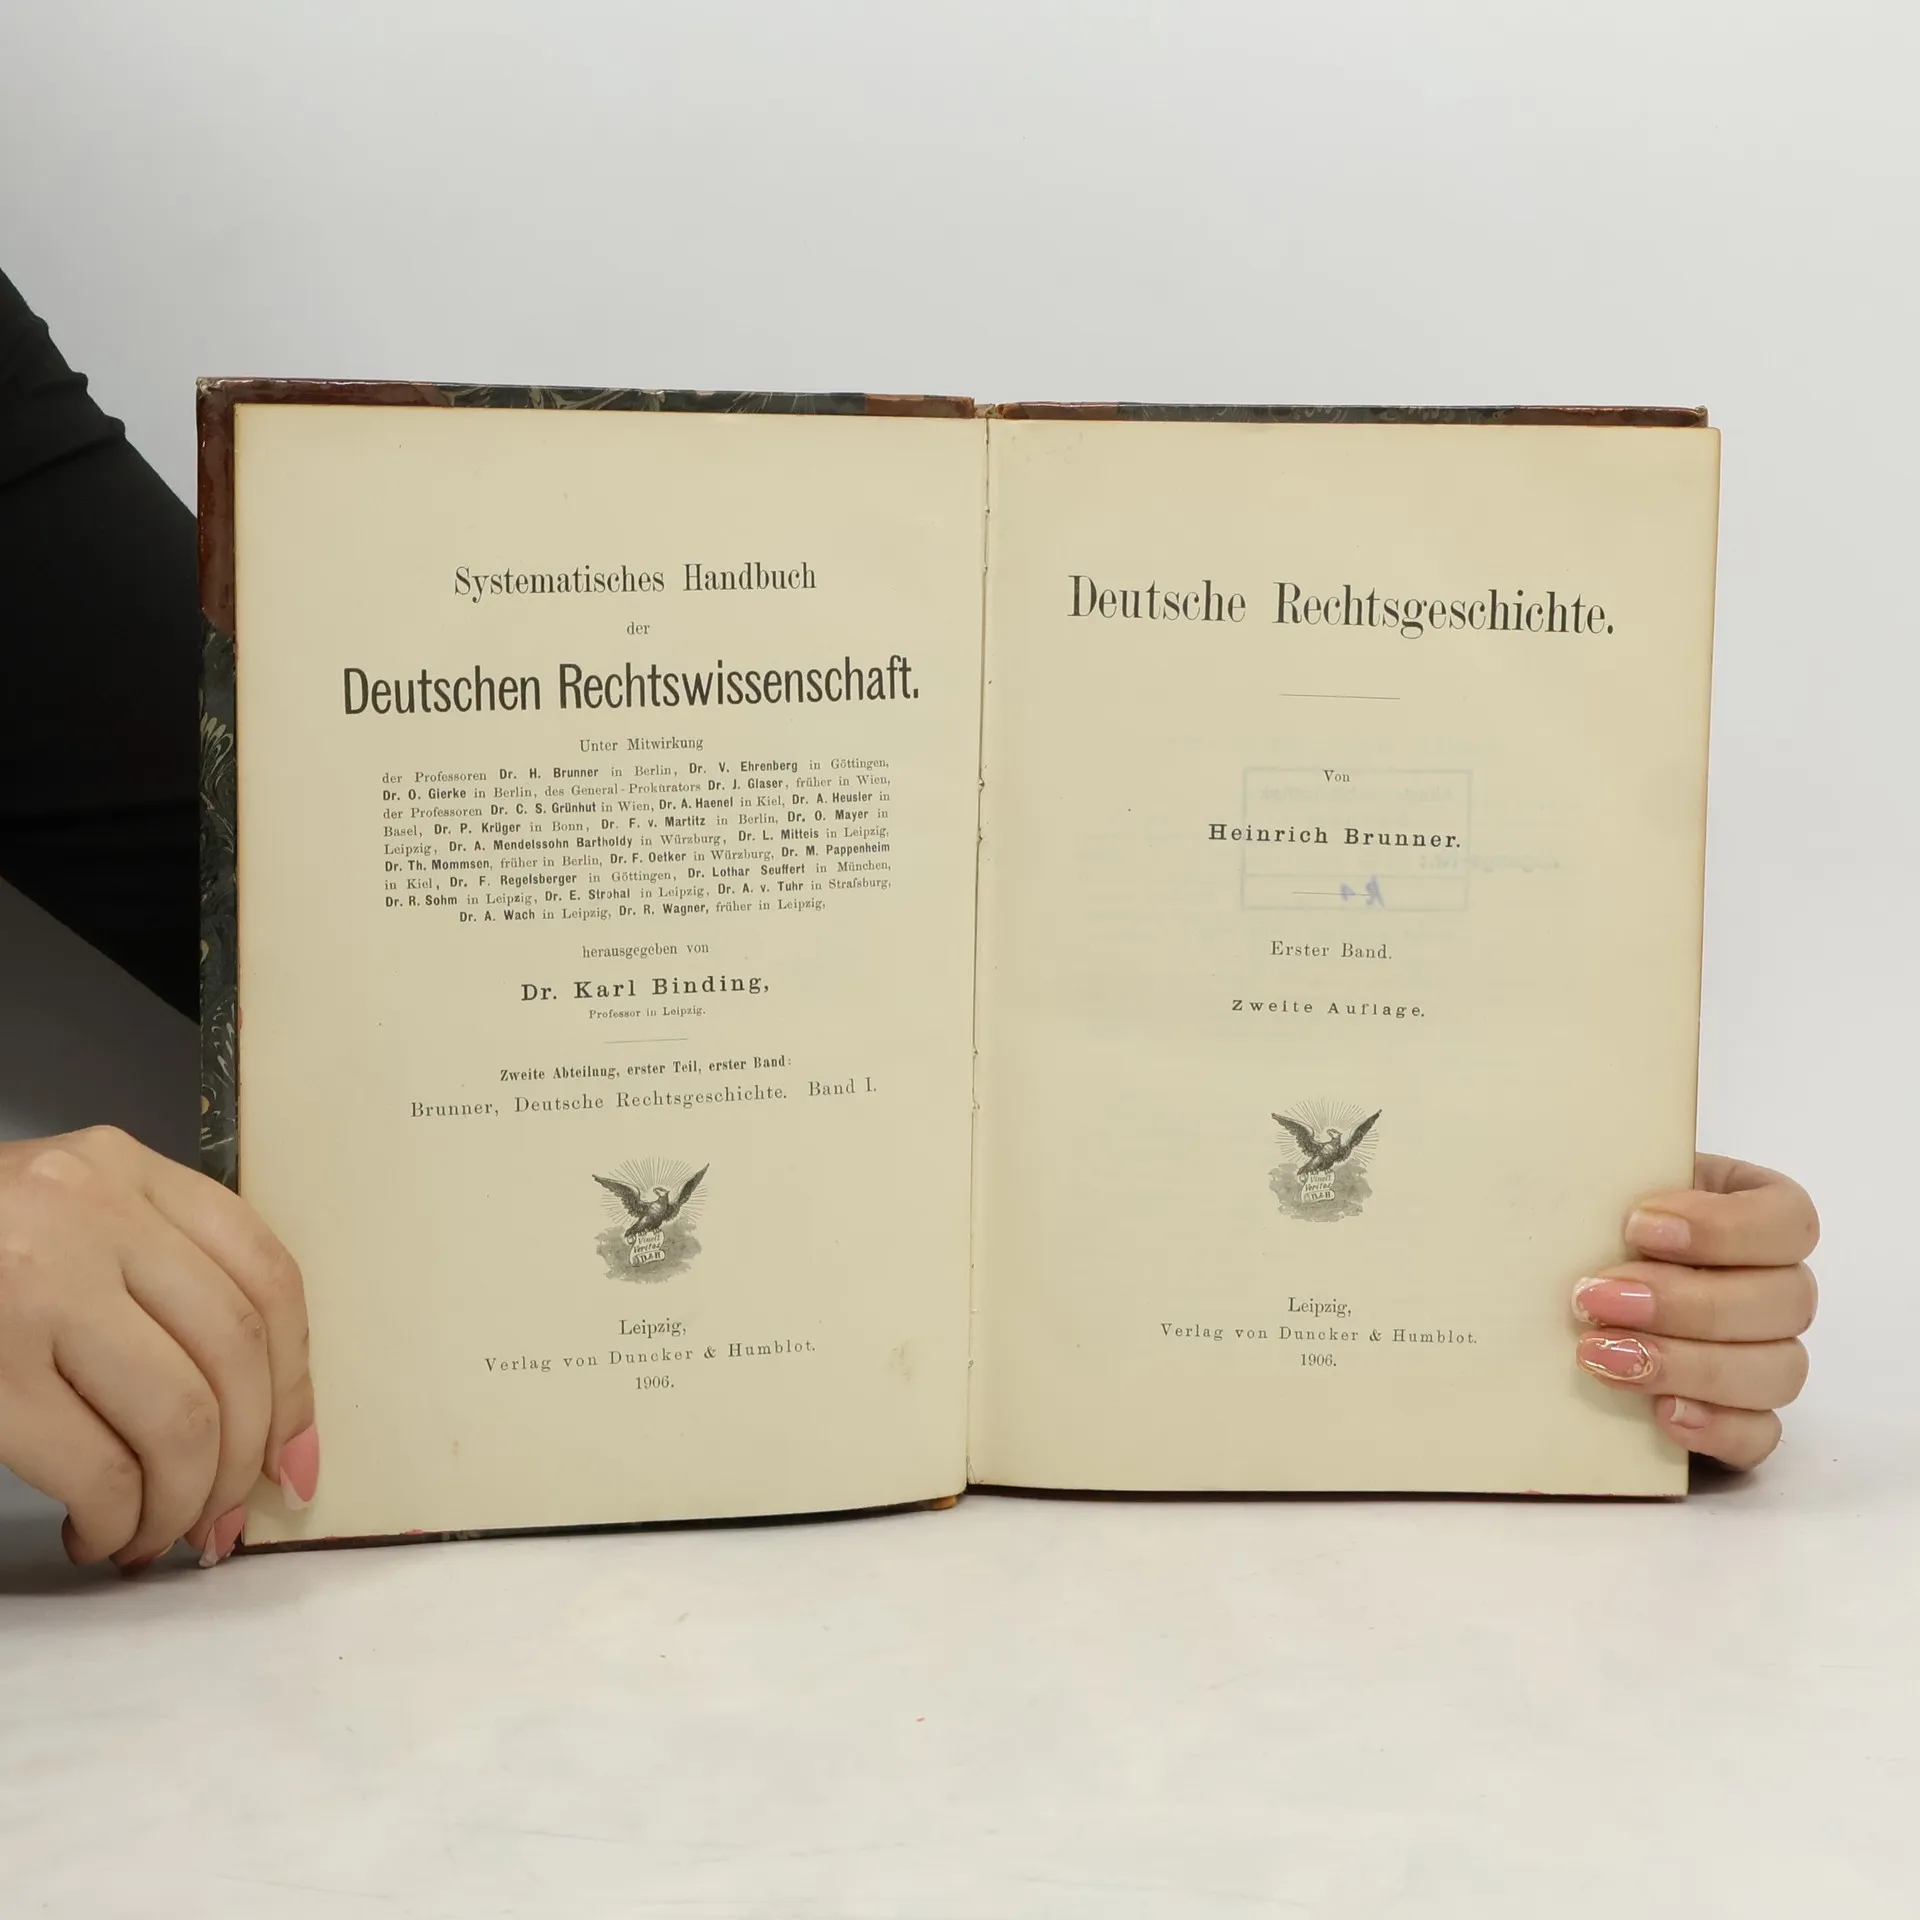 Systematisches Handbuch
der
Deutschen Rechtswissenschaft.
Unter Mitwirkung
der Professoren Dr. H. Brunner in Berlin, Dr. V. Ehrenberg in Göttingen,
Dr. O. Gierke in Berlin, des General-Prokurators Dr. J. Glaser, früher in Wien,
der Professoren Dr. C. S. Grünhut in Wien, Dr. A. Haenel in Kiel, Dr. A. Heusler in
Basel, Dr. P. Krüger in Bonn, Dr. F. v. Martitz in Berlin, Dr. O. Mayer in
Leipzig, Dr. A. Mendelssohn Bartholdy in Würzburg, Dr. L. Mitteis in Leipzig,
Dr. Th. Mommsen, früher in Berlin, Dr. F. Oetker in Würzburg, Dr. M. Pappenheim
in Kiel, Dr. F. Regelsberger in Göttingen, Dr. Lothar Seuffert in München,
Dr. R. Sohm in Leipzig, Dr. E. Strohal in Leipzig, Dr. A. v. Tuhr in Strafsburg,
Dr. A. Wach in Leipzig, Dr. R. Wagner, früher in Leipzig,
herausgegeben von
Dr. Karl Binding,
Professor in Leipzig.
Zweite Abteilung, erster Teil, erster Band:
Brunner, Deutsche Rechtsgeschichte. Band I.
Vincit
Veritas
D&H
Leipzig,
Verlag von Duncker & Humblot.
1906.
Deutsche Rechtsgeschichte.
Von
Heinrich Brunner.
Erster Band.
Zweite Auflage.
Vincit
Veritas
D&H
Leipzig,
Verlag von Duncker & Humblot.
1906.